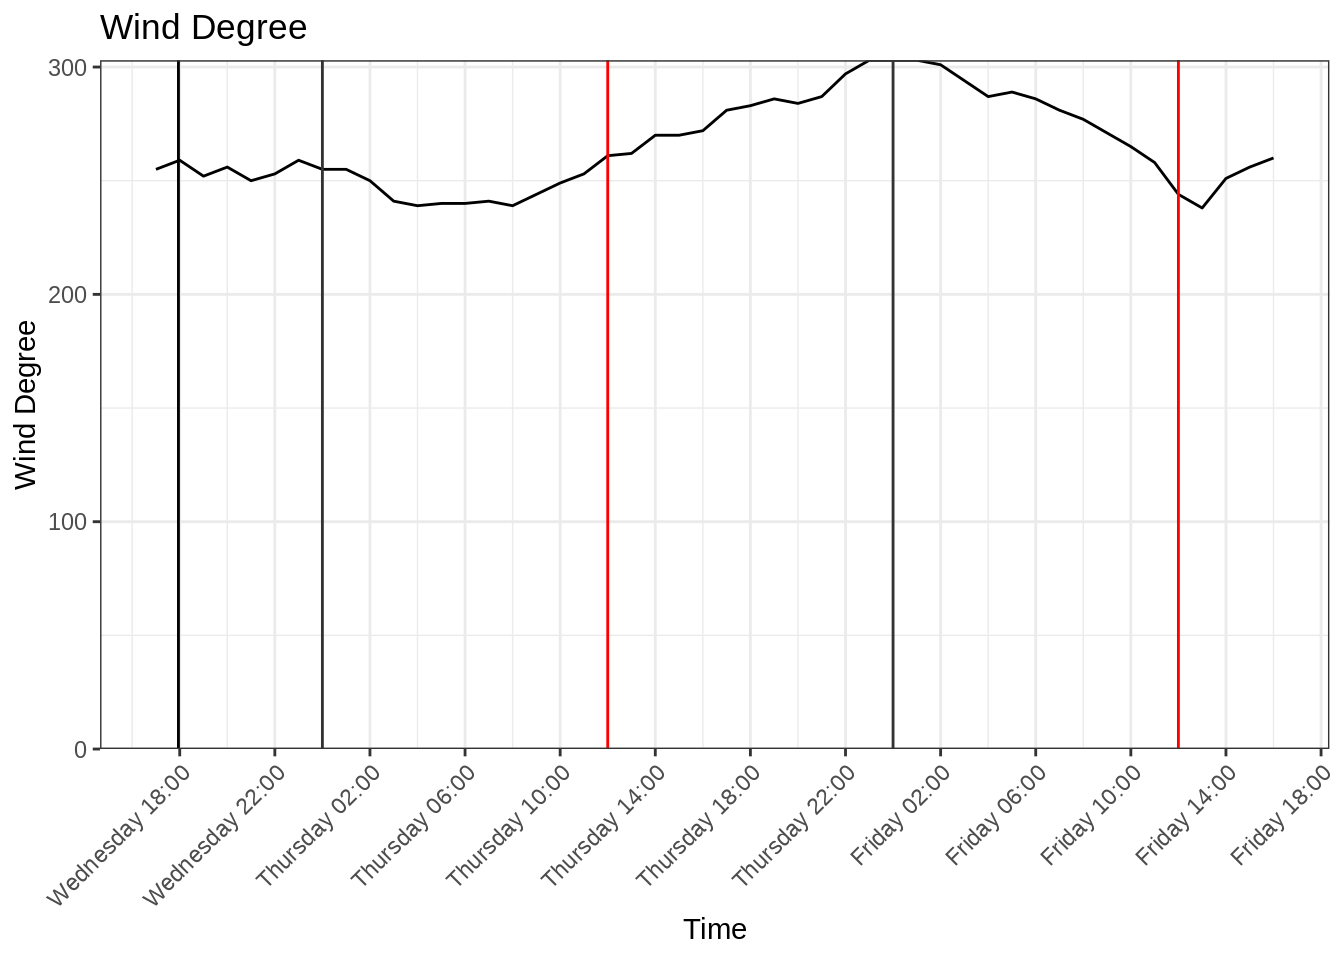 Wind Degree
300
200
100
0
Wind Degree
Wednesday 18:00
Wednesday 22:00
Thursday 02:00
Thursday 06:00
Thursday 10:00
Thursday 14:00
Thursday 18:00
Thursday 22:00
Friday 02:00
Friday 06:00
Friday 10:00
Friday 14:00
Friday 18:00
Time